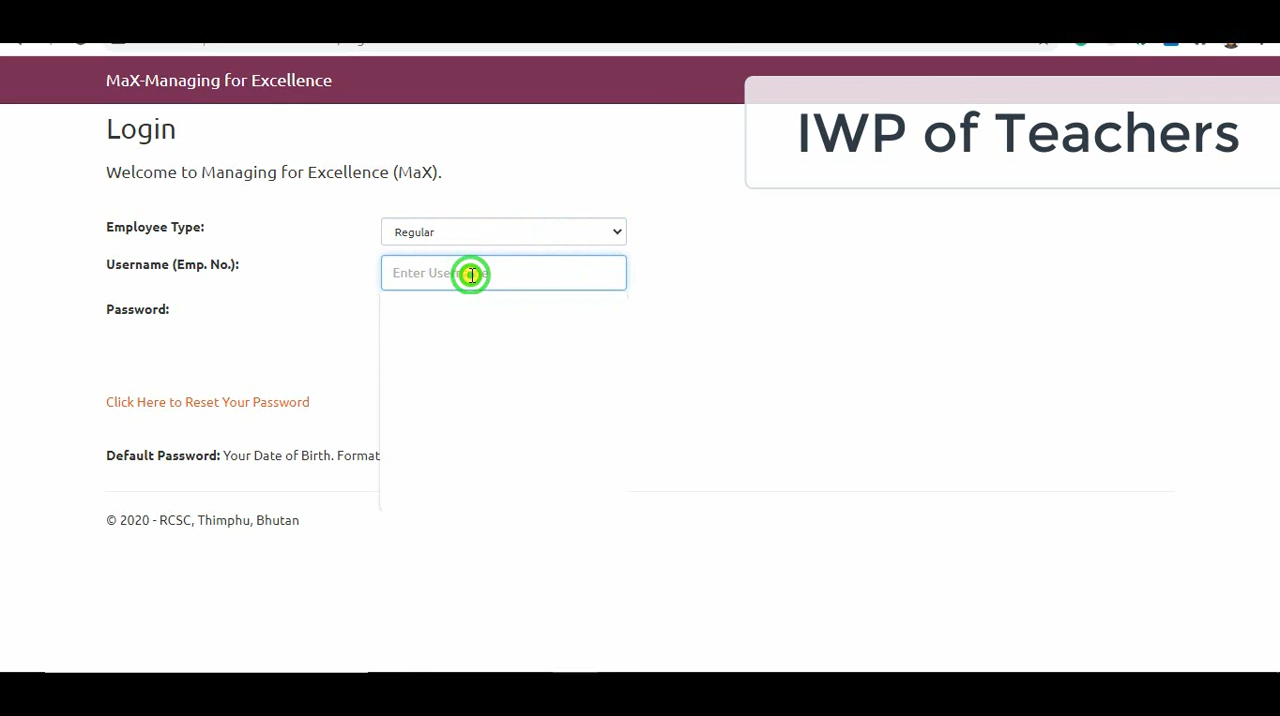 MaX-Managing for Excellence
IWP of Teachers
Login
Welcome to Managing for Excellence (MaX).
Employee Type:
Regular
Username (Emp. No.):
Enter Username
Password:
Click Here to Reset Your Password
Default Password: Your Date of Birth. Format
© 2020 - RCSC, Thimphu, Bhutan